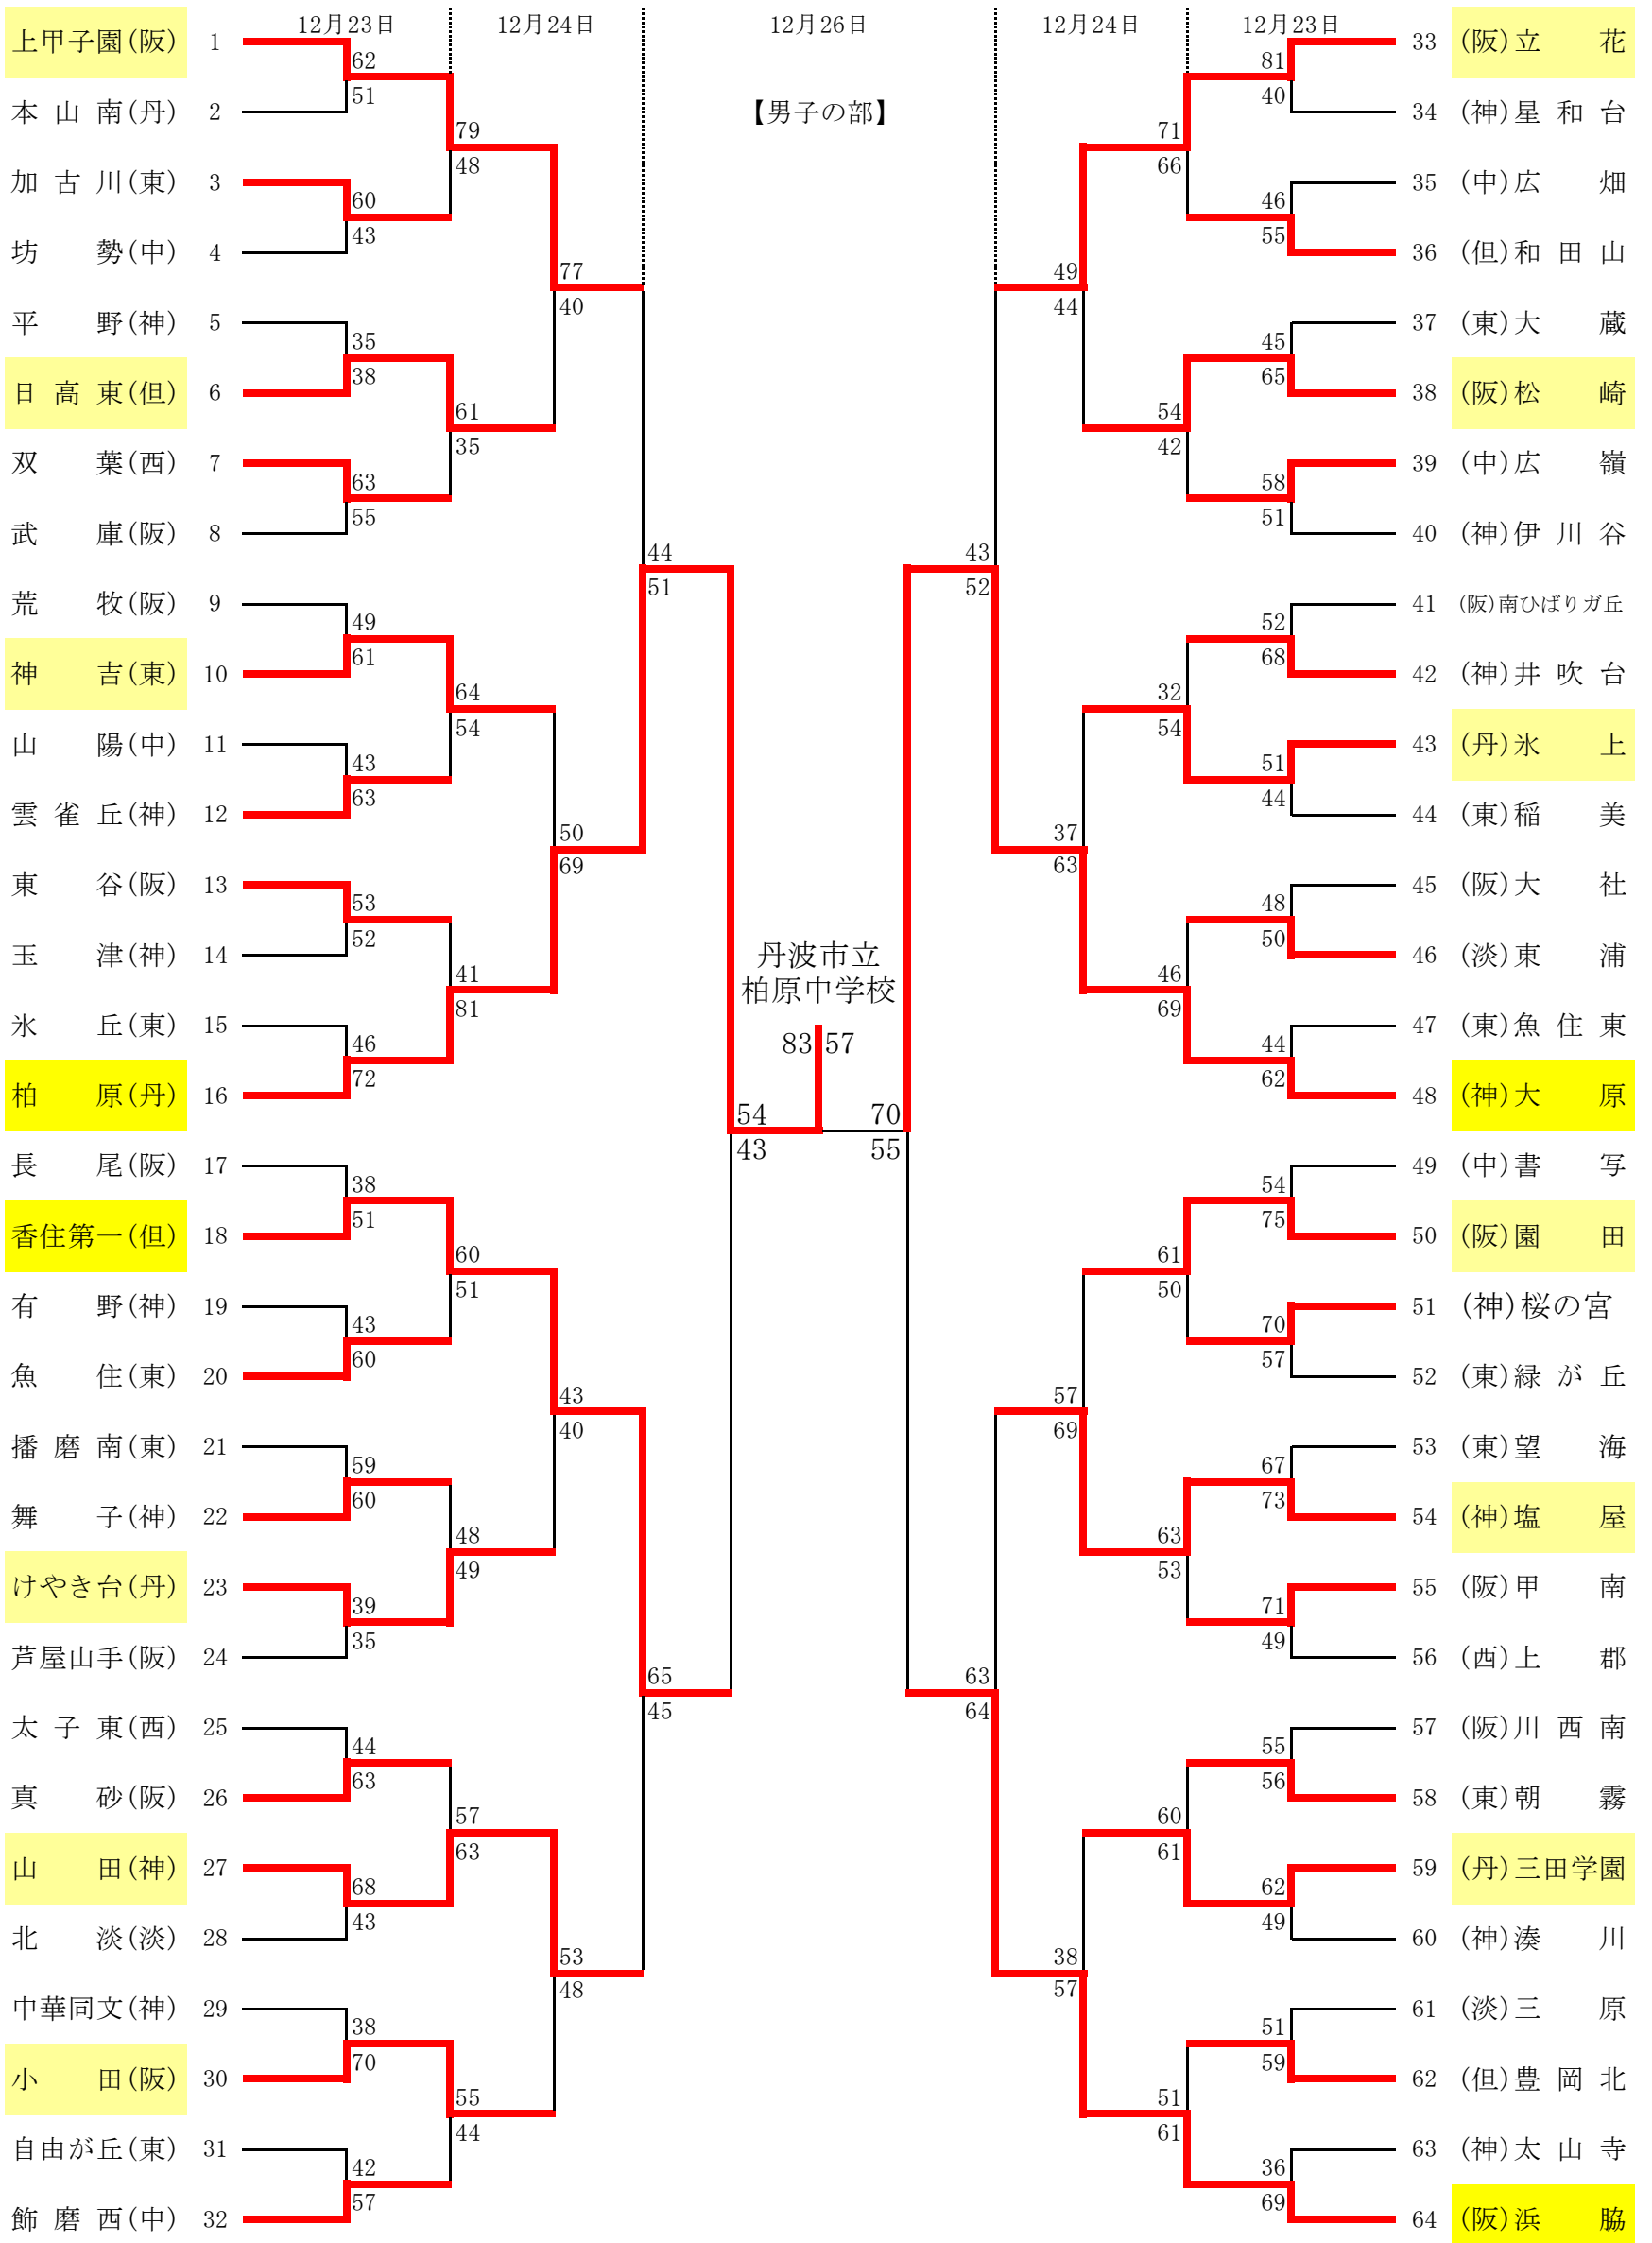 12月23日 12月24日 12月26日 12月24日 12月23日
【男子の部】
上甲子園(阪) 1
62
51
本山南(丹) 2
79
48
加古川(東) 3
60
43
坊勢(中) 4
77
40
平野(神) 5
35
38
日高東(但) 6
61
35
双葉(西) 7
63
55
武庫(阪) 8
44
51
荒牧(阪) 9
49
61
神吉(東) 10
64
54
山陽(中) 11
43
63
雲雀丘(神) 12
50
69
東谷(阪) 13
53
52
玉津(神) 14
41
81
氷丘(東) 15
46
72
柏原(丹) 16
54
43
長尾(阪) 17
38
51
香住第一(但) 18
60
51
有野(神) 19
43
60
魚住(東) 20
43
40
播磨南(東) 21
59
60
舞子(神) 22
48
49
けやき台(丹) 23
39
35
芦屋山手(阪) 24
65
45
太子東(西) 25
44
63
真砂(阪) 26
57
63
山田(神) 27
68
43
北淡(淡) 28
53
48
中華同文(神) 29
38
70
小田(阪) 30
55
44
自由が丘(東) 31
42
57
飾磨西(中) 32
丹波市立
柏原中学校
83 57
33 (阪)立花
81
40
34 (神)星和台
71
66
35 (中)広畑
46
55
36 (但)和田山
49
44
37 (東)大蔵
45
65
38 (阪)松崎
54
42
39 (中)広嶺
58
51
40 (神)伊川谷
43
52
41 (阪)南ひばりガ丘
52
68
42 (神)井吹台
32
54
43 (丹)氷上
51
44
44 (東)稲美
37
63
45 (阪)大社
48
50
46 (淡)東浦
46
69
47 (東)魚住東
44
62
48 (神)大原
70
55
49 (中)書写
54
75
50 (阪)園田
61
50
51 (神)桜の宮
70
57
52 (東)緑が丘
57
69
53 (東)望海
67
73
54 (神)塩屋
63
53
55 (阪)甲南
71
49
56 (西)上郡
63
64
57 (阪)川西南
55
56
58 (東)朝霧
60
61
59 (丹)三田学園
62
49
60 (神)湊川
38
57
61 (淡)三原
51
59
62 (但)豊岡北
51
61
63 (神)太山寺
36
69
64 (阪)浜脇